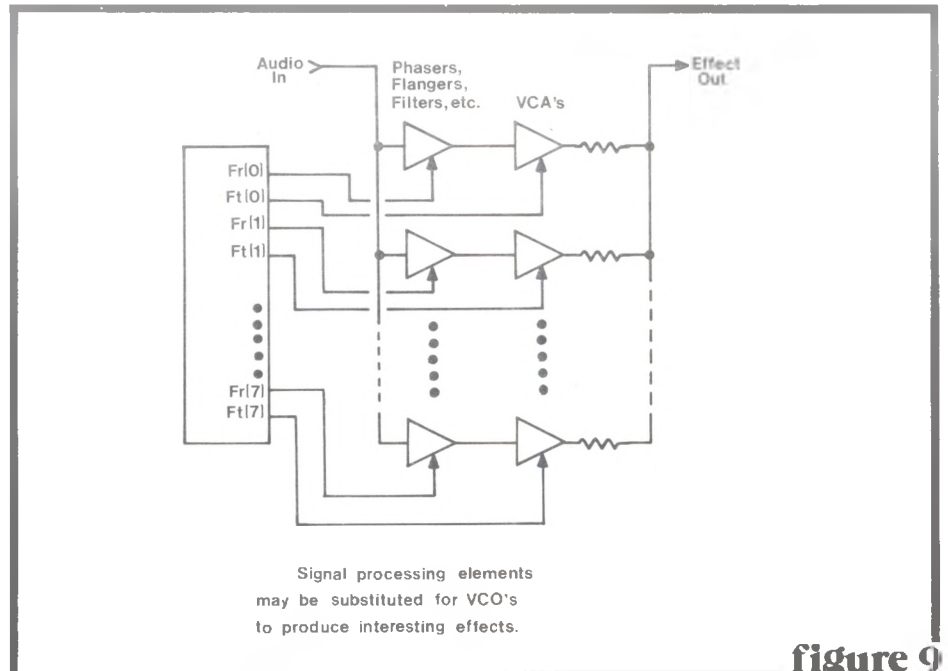 Audio
In
Phasers,
Flangers,
Filters, etc.
VCA's
Effect
Out
Fr(0)
Ft(0)
Fr(1)
Ft(1)
Fr(7)
Ft(7)
Signal processing elements
may be substituted for VCO's
to produce interesting effects.
figure 9